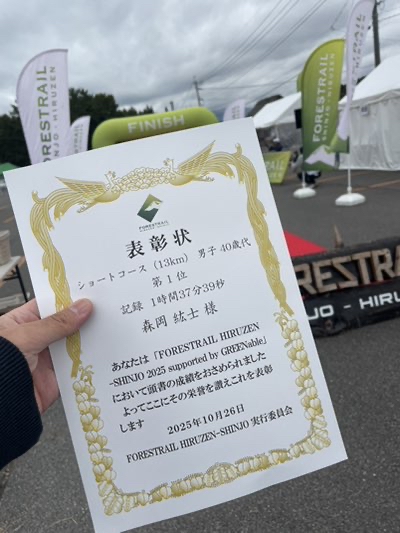 FORESTRAIL
SHINJO-HIRUZEN
FINISH
FORESTRAIL
FORESTRAIL
表彰状
ショートコース（13km） 男子 40歳代
第 1 位
記録 1時間37分39秒
森岡 紘士 様
あなたは「FORESTRAIL HIRUZEN
-SHINJO 2025 supported by GREENable」
において頭書の成績をおさめられました
よってここにその栄誉を讃えこれを表彰
します
2025年10月26日
FORESTRAIL HIRUZEN-SHINJO 実行委員会